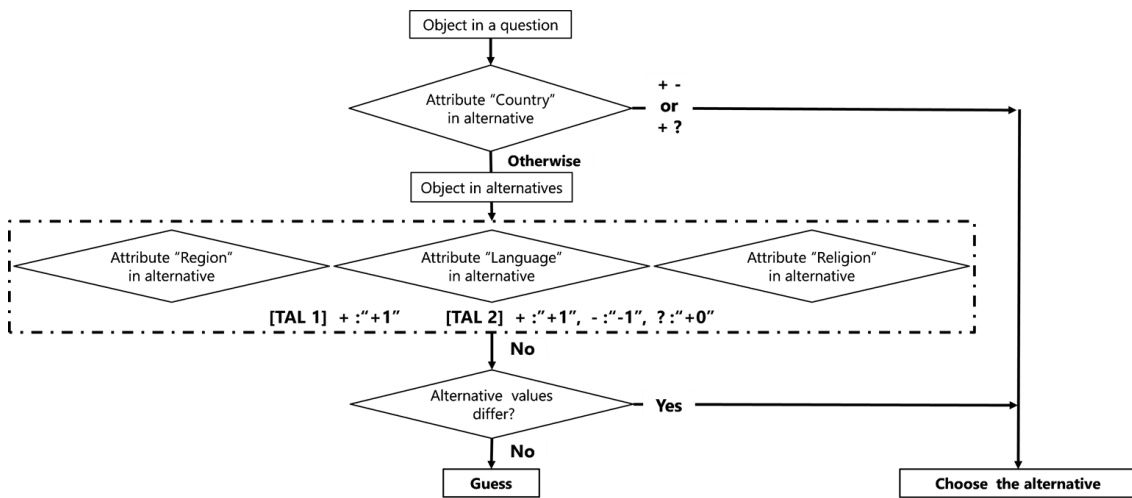 Object in a question
Attribute “Country”
in alternative
+ -
or
+ ?
Otherwise
Object in alternatives
Attribute “Region”
in alternative
Attribute “Language”
in alternative
Attribute “Religion”
in alternative
[TAL 1] + :“+1” [TAL 2] + :“+1”, - :“-1”, ? :“+0”
No
Alternative values
differ?
Yes
No
Guess
Choose the alternative